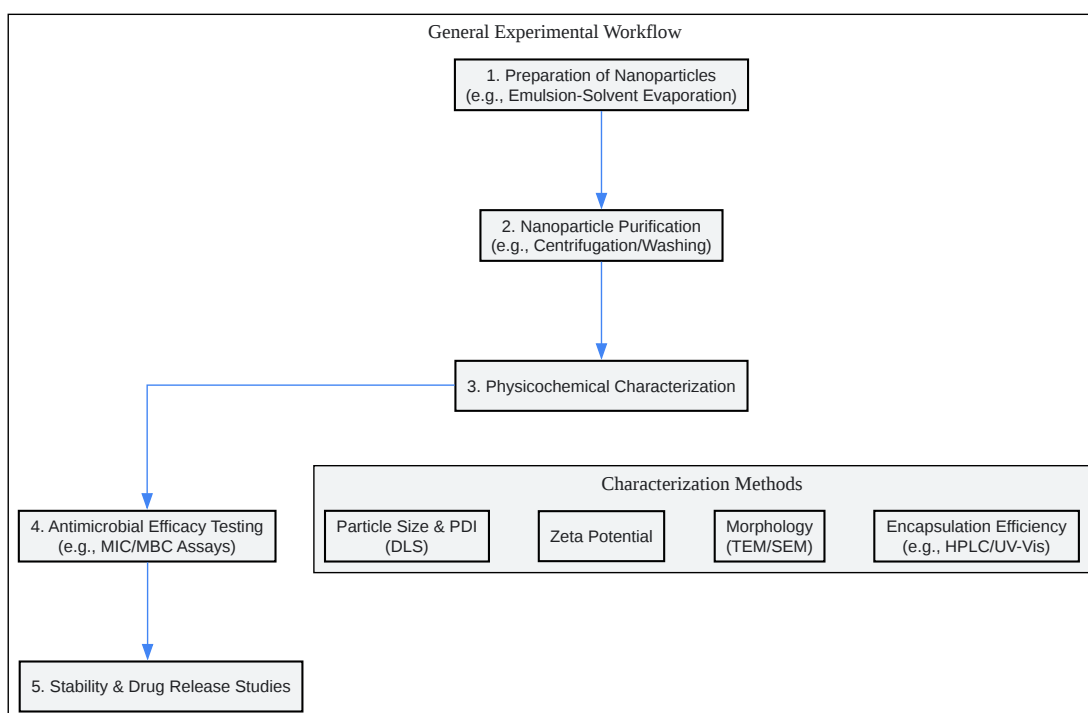 General Experimental Workflow
1. Preparation of Nanoparticles
(e.g., Emulsion-Solvent Evaporation)
2. Nanoparticle Purification
(e.g., Centrifugation/Washing)
3. Physicochemical Characterization
Characterization Methods
4. Antimicrobial Efficacy Testing
(e.g., MIC/MBC Assays)
Particle Size & PDI
(DLS)
Zeta Potential
Morphology
(TEM/SEM)
Encapsulation Efficiency
(e.g., HPLC/UV-Vis)
5. Stability & Drug Release Studies